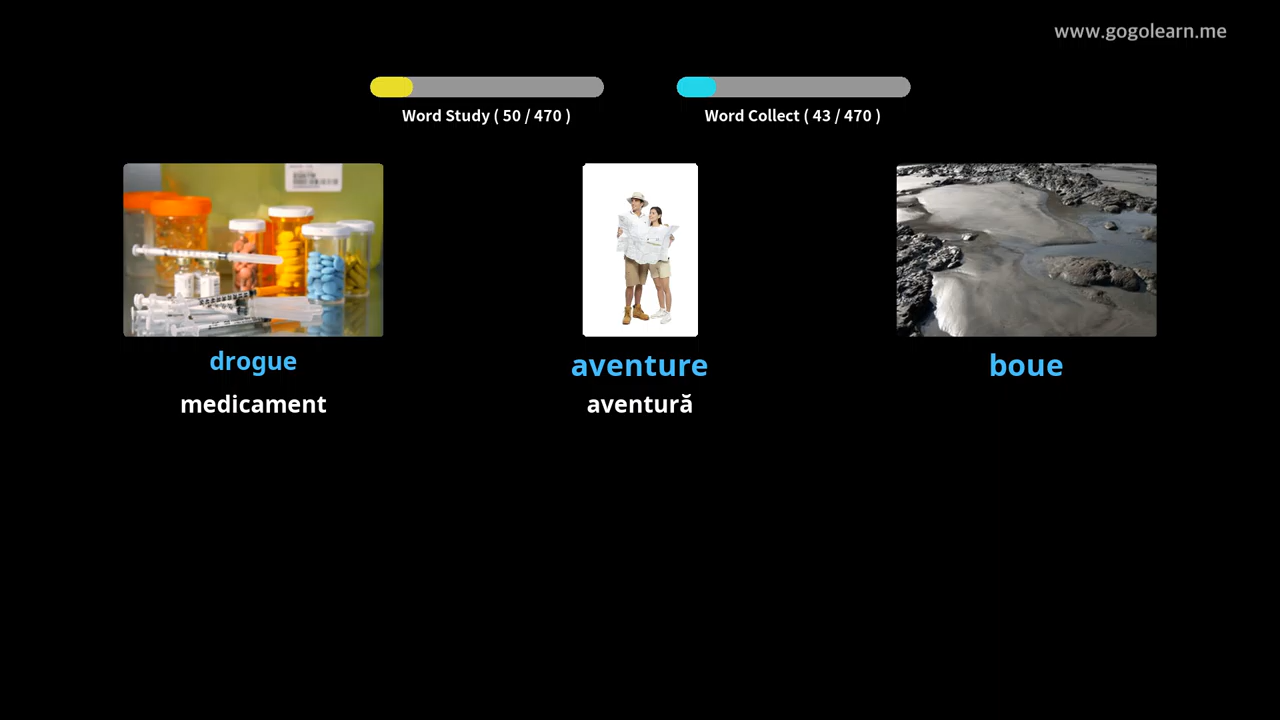 www.gogolearn.me
Word Study ( 50 / 470 )
Word Collect ( 43 / 470 )
drogue
medicament
aventure
aventură
boue